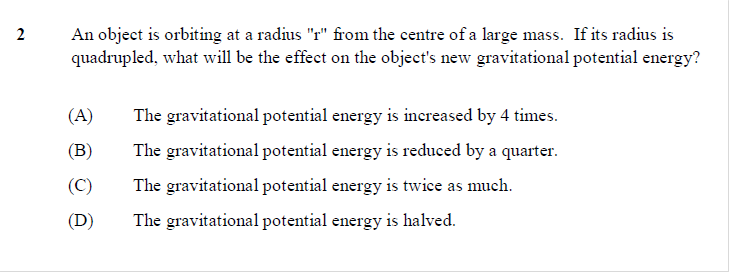 2 An object is orbiting at a radius "r" from the centre of a large mass. If its radius is
quadrupled, what will be the effect on the object's new gravitational potential energy?
(A) The gravitational potential energy is increased by 4 times.
(B) The gravitational potential energy is reduced by a quarter.
(C) The gravitational potential energy is twice as much.
(D) The gravitational potential energy is halved.